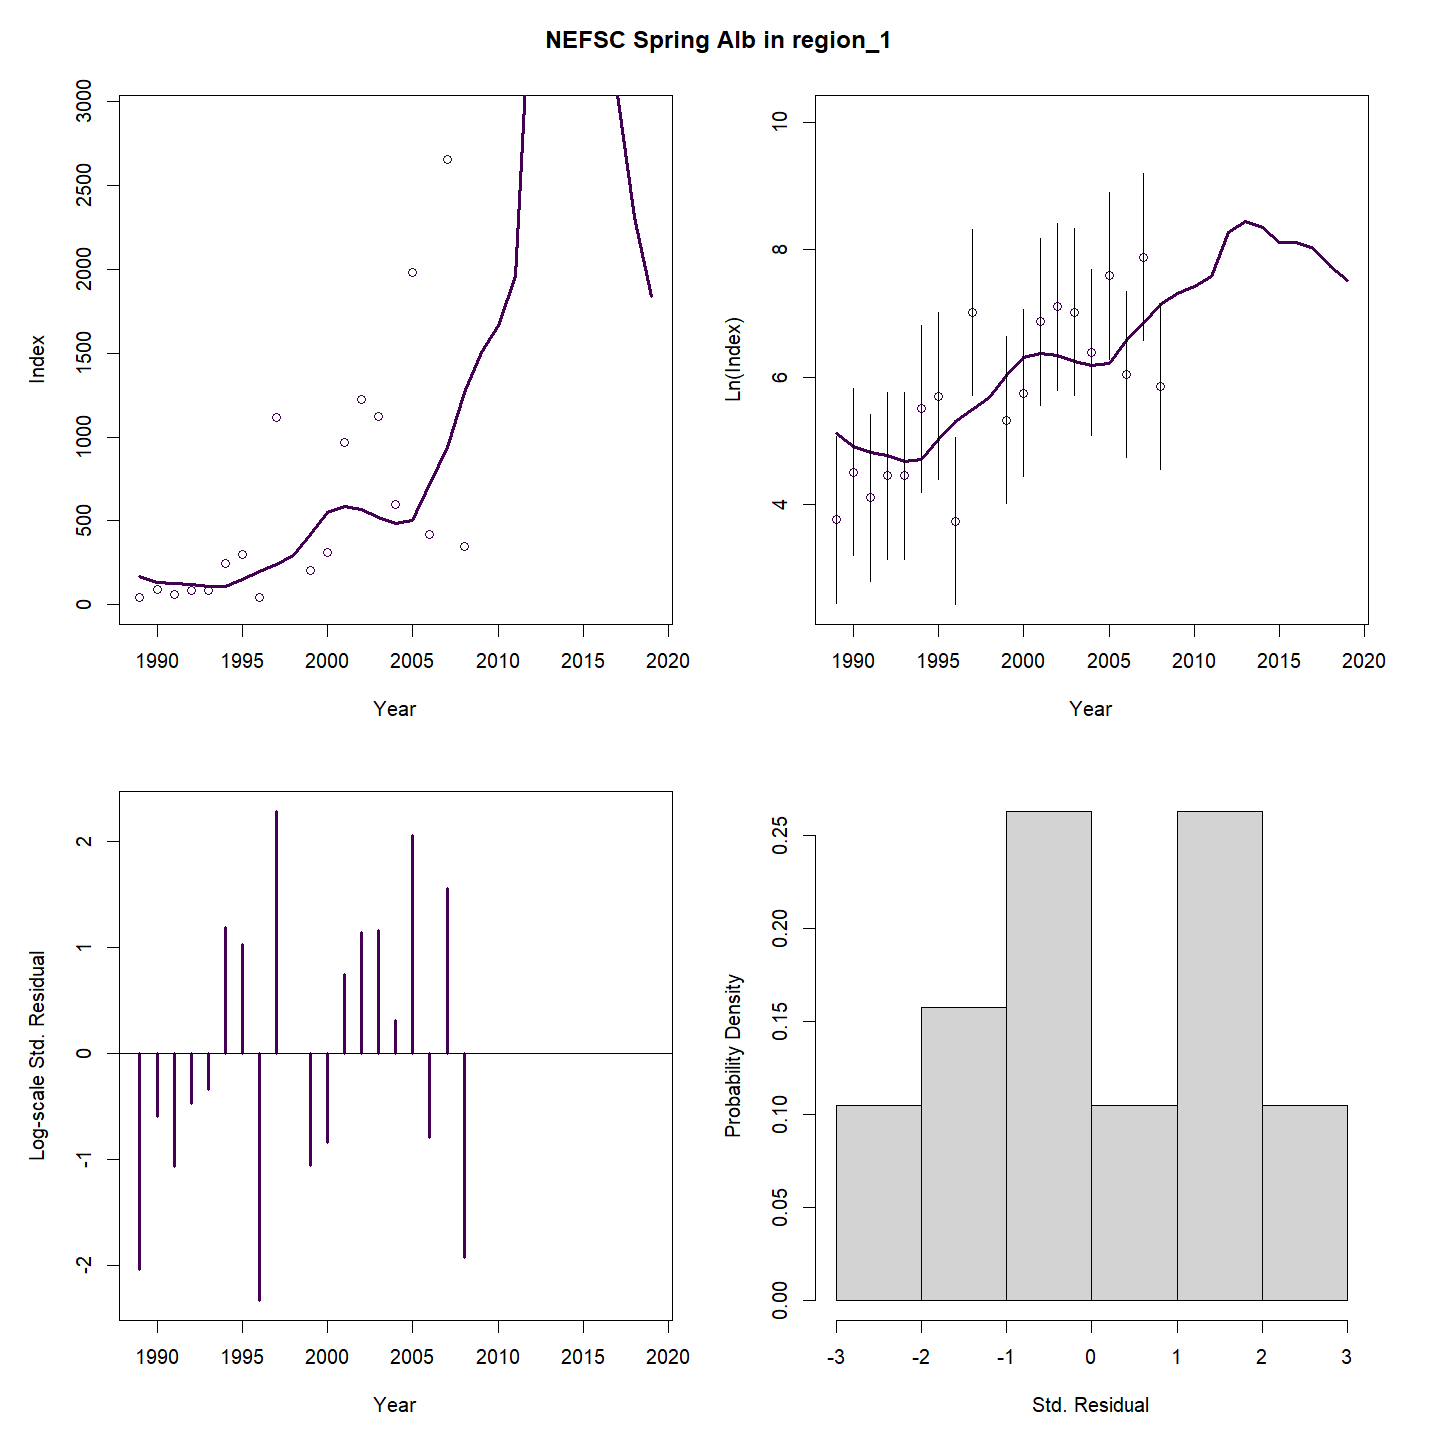 NEFSC Spring Alb in region_1
Index
3000
2500
2000
1500
1000
500
0
1990 1995 2000 2005 2010 2015 2020
Year
Ln(Index)
10
8
6
4
1990 1995 2000 2005 2010 2015 2020
Year
Log-scale Std. Residual
2
1
0
-1
-2
1990 1995 2000 2005 2010 2015 2020
Year
Probability Density
0.25
0.20
0.15
0.10
0.05
0.00
-3 -2 -1 0 1 2 3
Std. Residual